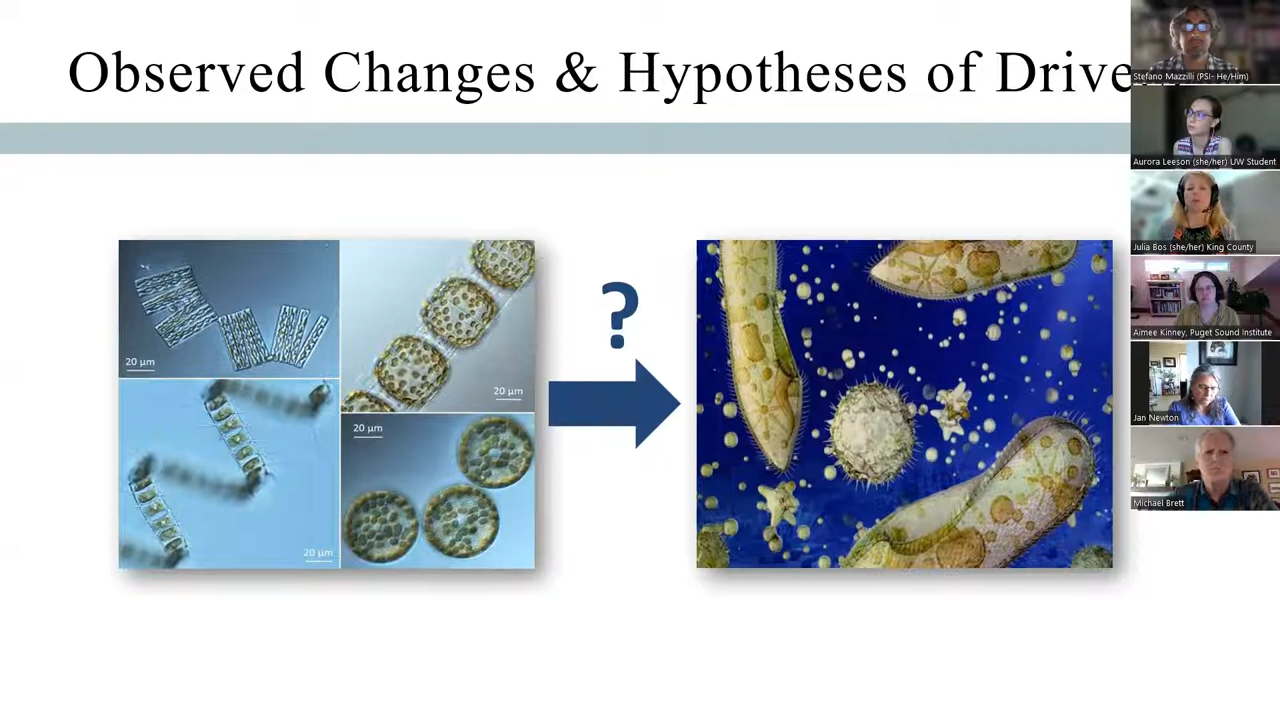 Observed Changes & Hypotheses of Drive
20 µm
20 µm
20 µm
20 µm
?
Stefano Mazzilli (PSI- He/Him)
Aurora Leeson (she/her) UW Student
Julia Bos (she/her) King County
Aimee Kinney, Puget Sound Institute
Jan Newton
Michael Brett